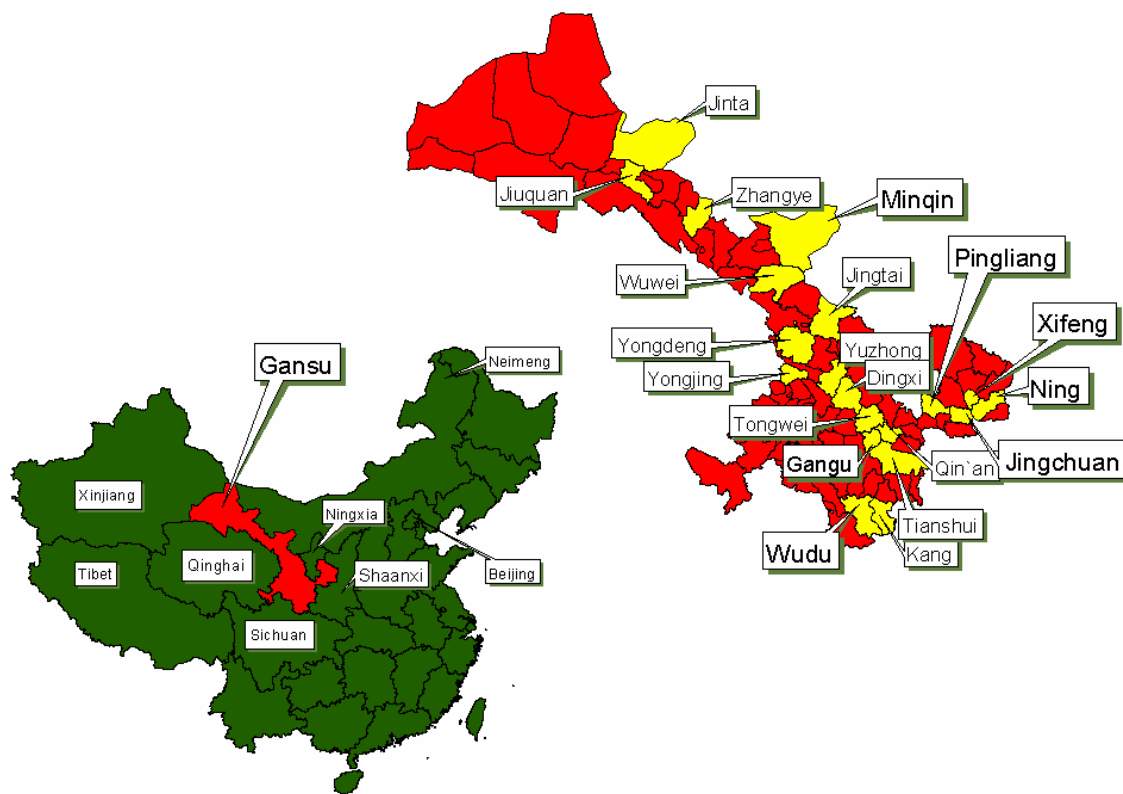 Jinta
Jiuquan
Zhangye
Minqin
Pingliang
Wuwei
Jingtai
Xifeng
Yongdeng
Yuzhong
Neimeng
Gansu
Yongjing
Dingxi
Ning
Tongwei
Gangu
Qin`an
Jingchuan
Xinjiang
Ningxia
Tianshui
Wudu
Kang
Qinghai
Tibet
Shaanxi
Beijing
Sichuan